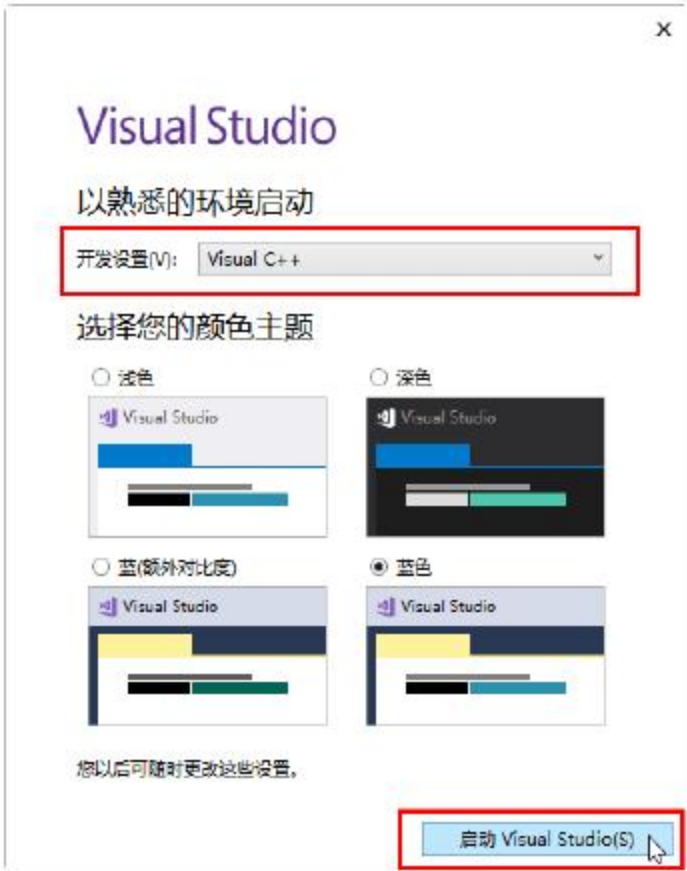 Visual Studio
以熟悉的环境启动
开发设置(V): Visual C++
选择您的颜色主题
浅色
深色
Visual Studio
Visual Studio
蓝(额外对比度)
蓝色
Visual Studio
Visual Studio
您以后可随时更改这些设置。
启动 Visual Studio(S)